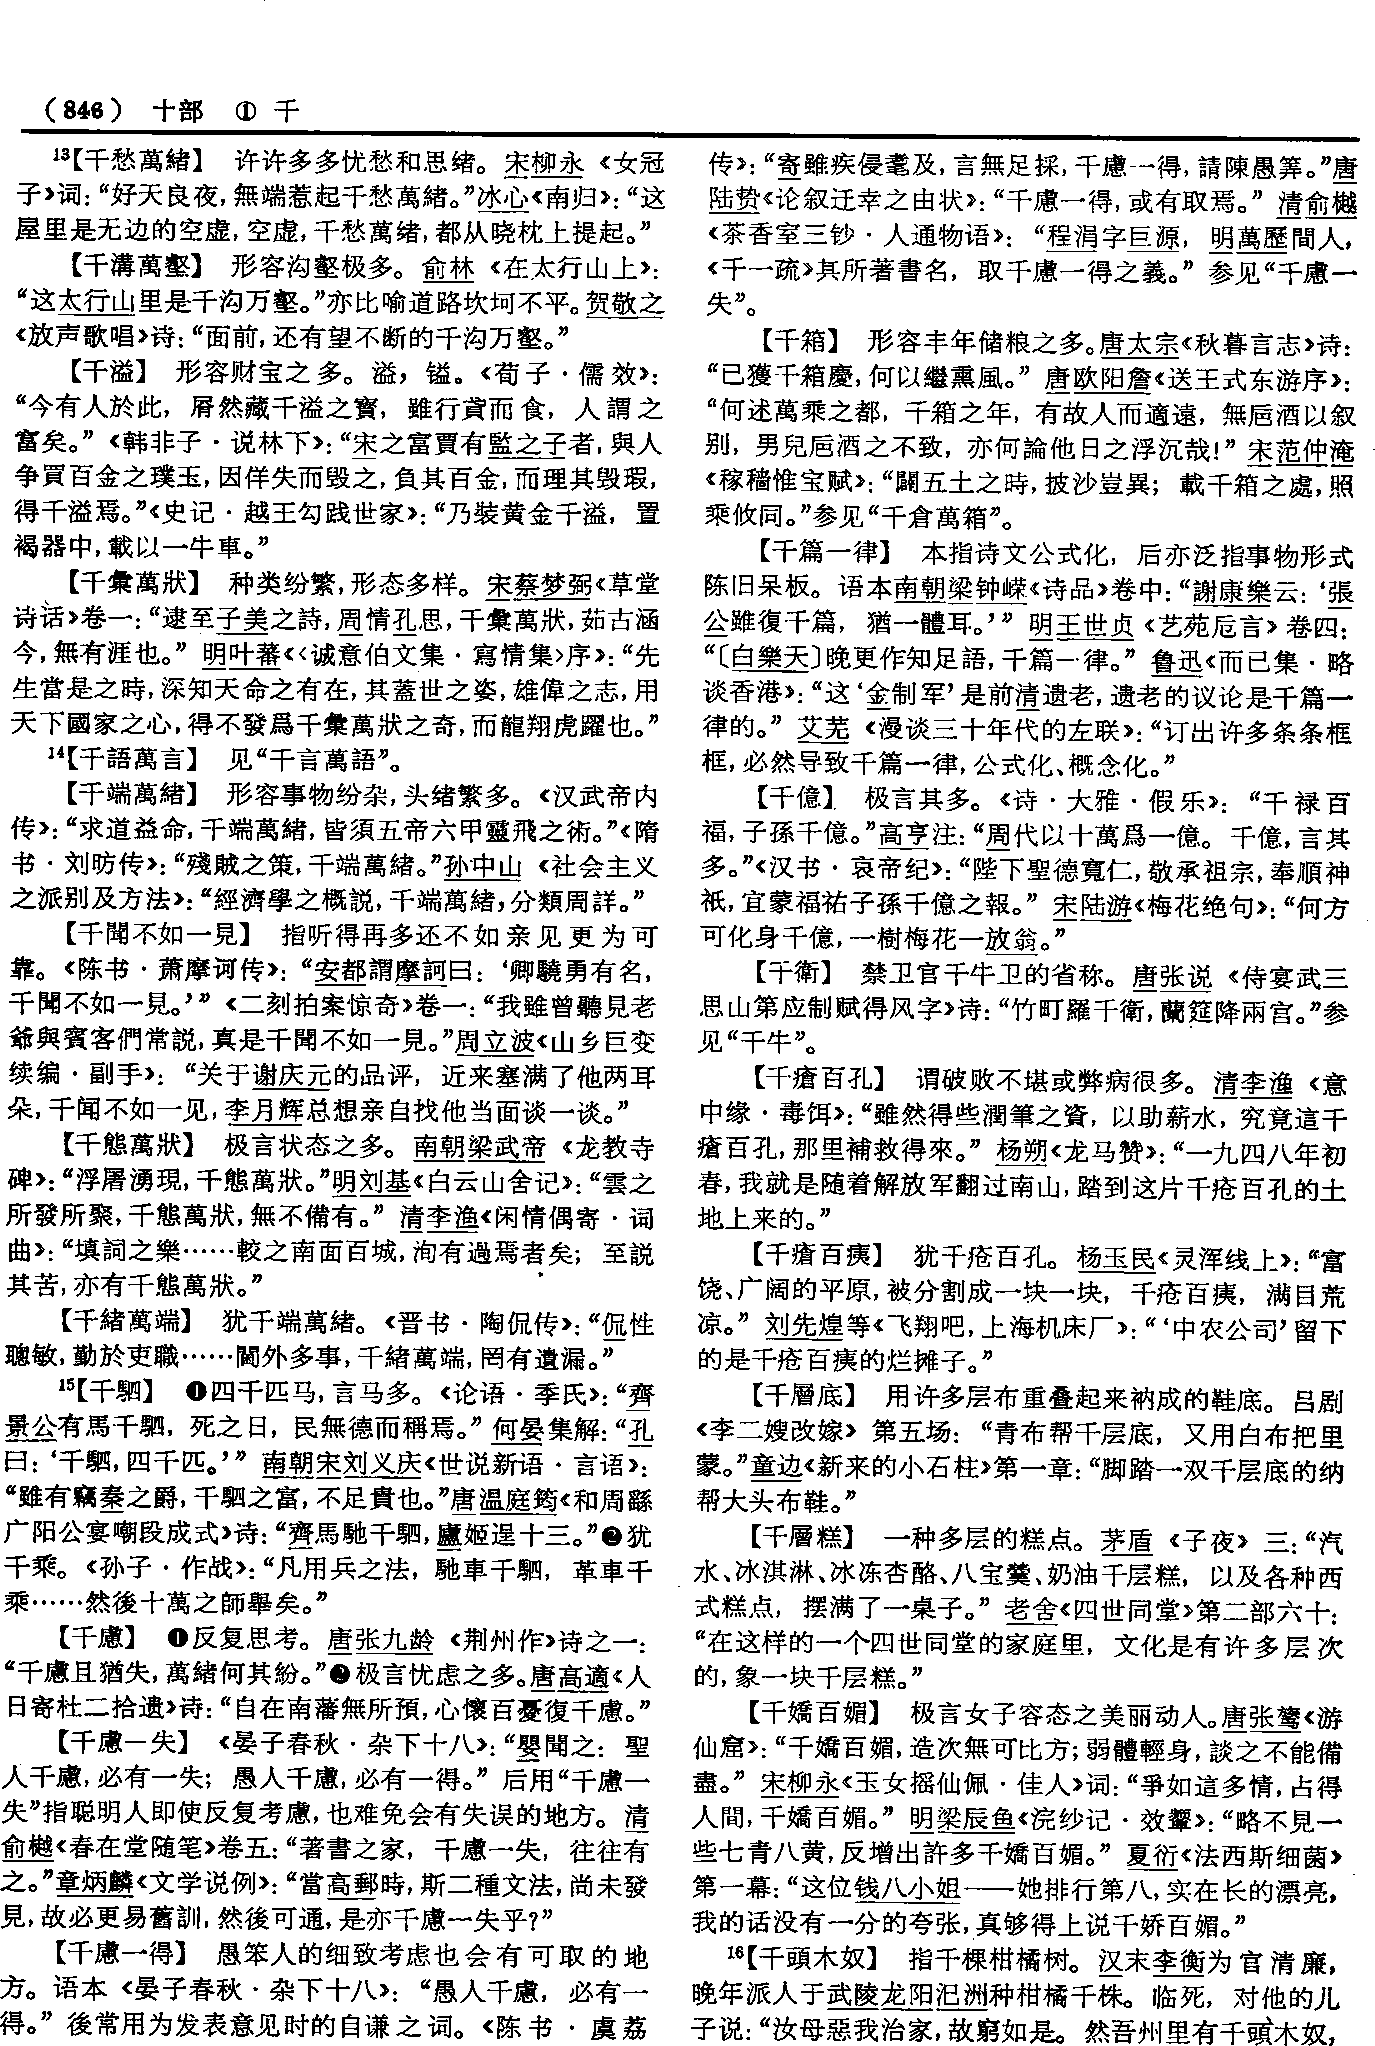 （846） 十部 ① 千
¹³【千愁萬緒】 许许多多忧愁和思绪。宋柳永《女冠
子》词：“好天良夜，無端惹起千愁萬緒。”冰心《南归》：“这
屋里是无边的空虚，空虚，千愁萬绪，都从晓枕上提起。”
【千溝萬壑】 形容沟壑极多。俞林《在太行山上》：
“这太行山里是千沟万壑。”亦比喻道路坎坷不平。贺敬之
《放声歌唱》诗：“面前，还有望不断的千沟万壑。”
【千溢】 形容财宝之多。溢，镒。《荀子·儒效》：
“今有人於此，屑然藏千溢之寶，雖行貣而食，人謂之
富矣。”《韩非子·说林下》：“宋之富賈有監之子者，與人
争買百金之璞玉，因佯失而毁之，負其百金，而理其毁瑕，
得千溢焉。”《史记·越王勾践世家》：“乃裝黄金千溢，置
褐器中，載以一牛車。”
【千彙萬狀】 种类纷繁，形态多样。宋蔡梦弼《草堂
诗话》卷一：“逮至子美之詩，周情孔思，千彙萬狀，茹古涵
今，無有涯也。”明叶蕃《〈诚意伯文集·寫情集〉序》：“先
生當是之時，深知天命之有在，其蓋世之姿，雄偉之志，用
天下國家之心，得不發爲千彙萬狀之奇，而龍翔虎躍也。”
¹⁴【千語萬言】 见“千言萬語”。
【千端萬緒】 形容事物纷杂，头绪繁多。《汉武帝内
传》：“求道益命，千端萬緒，皆須五帝六甲靈飛之術。”《隋
书·刘昉传》：“殘賊之策，千端萬緒。”孙中山《社会主义
之派别及方法》：“經濟學之概説，千端萬緒，分類周詳。”
【千聞不如一見】 指听得再多还不如亲见更为可
靠。《陈书·萧摩诃传》：“安都謂摩訶曰：‘卿驍勇有名，
千聞不如一見。’”《二刻拍案惊奇》卷一：“我雖曾聽見老
爺與賓客們常説，真是千聞不如一見。”周立波《山乡巨变
续编·副手》：“关于谢庆元的品评，近来塞满了他两耳
朵，千闻不如一见，李月辉总想亲自找他当面谈一谈。”
【千態萬狀】 极言状态之多。南朝梁武帝《龙教寺
碑》：“浮屠湧現，千態萬狀。”明刘基《白云山舍记》：“雲之
所發所聚，千態萬狀，無不備有。”清李渔《闲情偶寄·词
曲》：“填詞之樂……較之南面百城，洵有過焉者矣；至説
其苦，亦有千態萬狀。”
【千緒萬端】 犹千端萬緒。《晋书·陶侃传》：“侃性
聰敏，勤於吏職……閫外多事，千緒萬端，罔有遺漏。”
¹⁵【千駟】 ❶四千匹马，言马多。《论语·季氏》：“齊
景公有馬千駟，死之日，民無德而稱焉。”何晏集解：“孔
曰：‘千駟，四千匹。’”南朝宋刘义庆《世说新语·言语》：
“雖有竊秦之爵，千駟之富，不足貴也。”唐温庭筠《和周繇
广阳公宴嘲段成式》诗：“齊馬馳千駟，盧姬逞十三。”❷犹
千乘。《孙子·作战》：“凡用兵之法，馳車千駟，革車千
乘……然後十萬之師舉矣。”
【千慮】 ❶反复思考。唐张九龄《荆州作》诗之一：
“千慮且猶失，萬緒何其紛。”❷极言忧虑之多。唐高適《人
日寄杜二拾遗》诗：“自在南藩無所預，心懷百憂復千慮。”
【千慮一失】《晏子春秋·杂下十八》：“嬰聞之：聖
人千慮，必有一失；愚人千慮，必有一得。”后用“千慮一
失”指聪明人即使反复考慮，也难免会有失误的地方。清
俞樾《春在堂随笔》卷五：“著書之家，千慮一失，往往有
之。”章炳麟《文学说例》：“當高郵時，斯二種文法，尚未發
見，故必更易舊訓，然後可通，是亦千慮一失乎？”
【千慮一得】 愚笨人的细致考虑也会有可取的地
方。语本《晏子春秋·杂下十八》：“愚人千慮，必有一
得。”後常用为发表意见时的自谦之词。《陈书·虞荔
传》：“寄雖疾侵耄及，言無足採，千慮一得，請陳愚筭。”唐
陆贽《论叙迁幸之由状》：“千慮一得，或有取焉。”清俞樾
《茶香室三钞·人通物语》：“程涓字巨源，明萬歷間人，
《千一疏》其所著書名，取千慮一得之義。”参见“千慮一
失”。
【千箱】 形容丰年储粮之多。唐太宗《秋暮言志》诗：
“已獲千箱慶，何以繼熏風。”唐欧阳詹《送王式东游序》：
“何述萬乘之都，千箱之年，有故人而適遠，無巵酒以叙
别，男兒巵酒之不致，亦何論他日之浮沉哉！”宋范仲淹
《稼穑惟宝赋》：“闢五土之時，披沙豈異；載千箱之處，照
乘攸同。”参见“千倉萬箱”。
【千篇一律】 本指诗文公式化，后亦泛指事物形式
陈旧呆板。语本南朝梁钟嵘《诗品》卷中：“謝康樂云：‘張
公雖復千篇，猶一體耳。’”明王世贞《艺苑卮言》卷四：
“〔白樂天〕晚更作知足語，千篇一律。”鲁迅《而已集·略
谈香港》：“这‘金制军’是前清遗老，遗老的议论是千篇一
律的。”艾芜《漫谈三十年代的左联》：“订出许多条条框
框，必然导致千篇一律，公式化、概念化。”
【千億】 极言其多。《诗·大雅·假乐》：“千禄百
福，子孫千億。”高亨注：“周代以十萬爲一億。千億，言其
多。”《汉书·哀帝纪》：“陛下聖德寬仁，敬承祖宗，奉順神
祇，宜蒙福祐子孫千億之報。”宋陆游《梅花绝句》：“何方
可化身千億，一樹梅花一放翁。”
【千衛】 禁卫官千牛卫的省称。唐张说《侍宴武三
思山第应制赋得风字》诗：“竹町羅千衛，蘭筵降兩宫。”参
见“千牛”。
【千瘡百孔】 谓破败不堪或弊病很多。清李渔《意
中缘·毒饵》：“雖然得些潤筆之資，以助薪水，究竟這千
瘡百孔，那里補救得來。”杨朔《龙马赞》：“一九四八年初
春，我就是随着解放军翻过南山，踏到这片千疮百孔的土
地上来的。”
【千瘡百痍】 犹千疮百孔。杨玉民《灵浑线上》：“富
饶、广阔的平原，被分割成一块一块，千疮百痍，满目荒
凉。”刘先煌等《飞翔吧，上海机床厂》：“‘中农公司’留下
的是千疮百痍的烂摊子。”
【千層底】 用许多层布重叠起来衲成的鞋底。吕剧
《李二嫂改嫁》第五场：“青布帮千层底，又用白布把里
蒙。”童边《新来的小石柱》第一章：“脚踏一双千层底的纳
帮大头布鞋。”
【千層糕】 一种多层的糕点。茅盾《子夜》三：“汽
水、冰淇淋、冰冻杏酪、八宝羹、奶油千层糕，以及各种西
式糕点，摆满了一桌子。”老舍《四世同堂》第二部六十：
“在这样的一个四世同堂的家庭里，文化是有许多层次
的，象一块千层糕。”
【千嬌百媚】 极言女子容态之美丽动人。唐张鷟《游
仙窟》：“千嬌百媚，造次無可比方；弱體輕身，談之不能備
盡。”宋柳永《玉女摇仙佩·佳人》词：“爭如這多情，占得
人間，千嬌百媚。”明梁辰鱼《浣纱记·效颦》：“略不見一
些七青八黄，反增出許多千嬌百媚。”夏衍《法西斯细菌》
第一幕：“这位钱八小姐——她排行第八，实在长的漂亮，
我的话没有一分的夸张，真够得上说千娇百媚。”
¹⁶【千頭木奴】 指千棵柑橘树。汉末李衡为官清廉，
晚年派人于武陵龙阳汜洲种柑橘千株。临死，对他的儿
子说：“汝母惡我治家，故窮如是。然吾州里有千頭木奴，